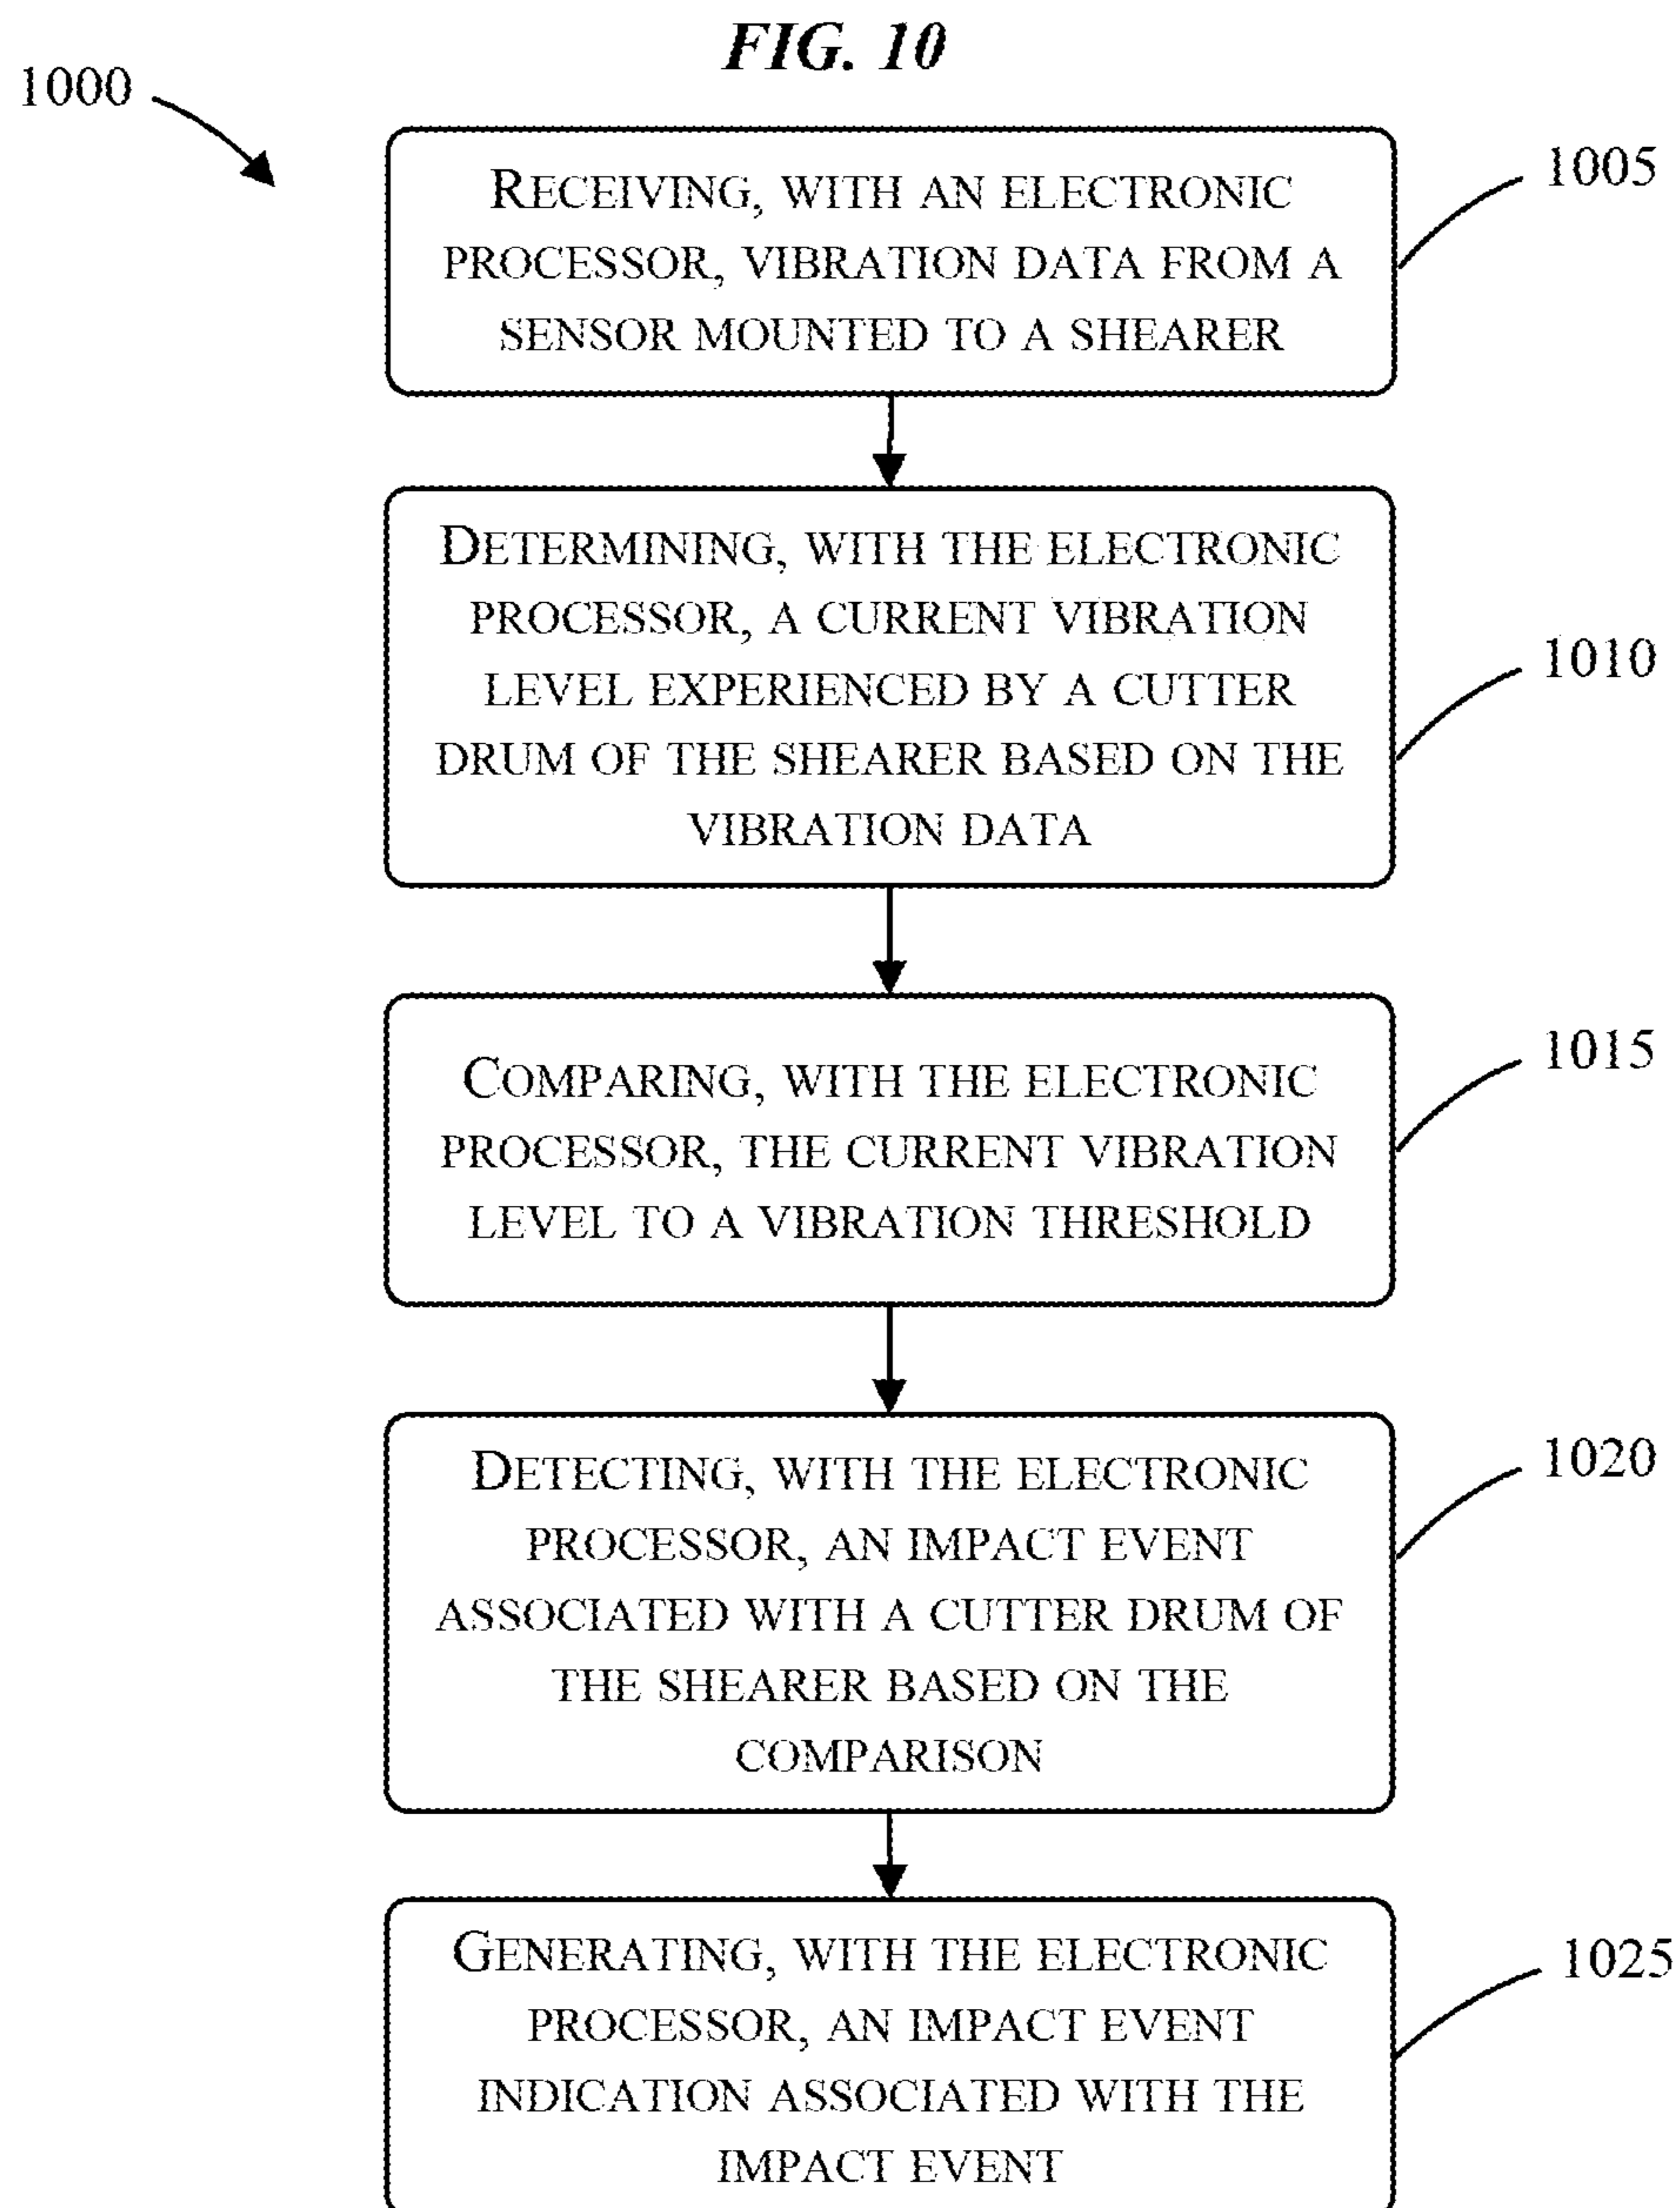 FIG. 10
1000
RECEIVING, WITH AN ELECTRONIC
PROCESSOR, VIBRATION DATA FROM A
SENSOR MOUNTED TO A SHEARER
1005
DETERMINING, WITH THE ELECTRONIC
PROCESSOR, A CURRENT VIBRATION
LEVEL EXPERIENCED BY A CUTTER
DRUM OF THE SHEARER BASED ON THE
VIBRATION DATA
1010
COMPARING, WITH THE ELECTRONIC
PROCESSOR, THE CURRENT VIBRATION
LEVEL TO A VIBRATION THRESHOLD
1015
DETECTING, WITH THE ELECTRONIC
PROCESSOR, AN IMPACT EVENT
ASSOCIATED WITH A CUTTER DRUM OF
THE SHEARER BASED ON THE
COMPARISON
1020
GENERATING, WITH THE ELECTRONIC
PROCESSOR, AN IMPACT EVENT
INDICATION ASSOCIATED WITH THE
IMPACT EVENT
1025